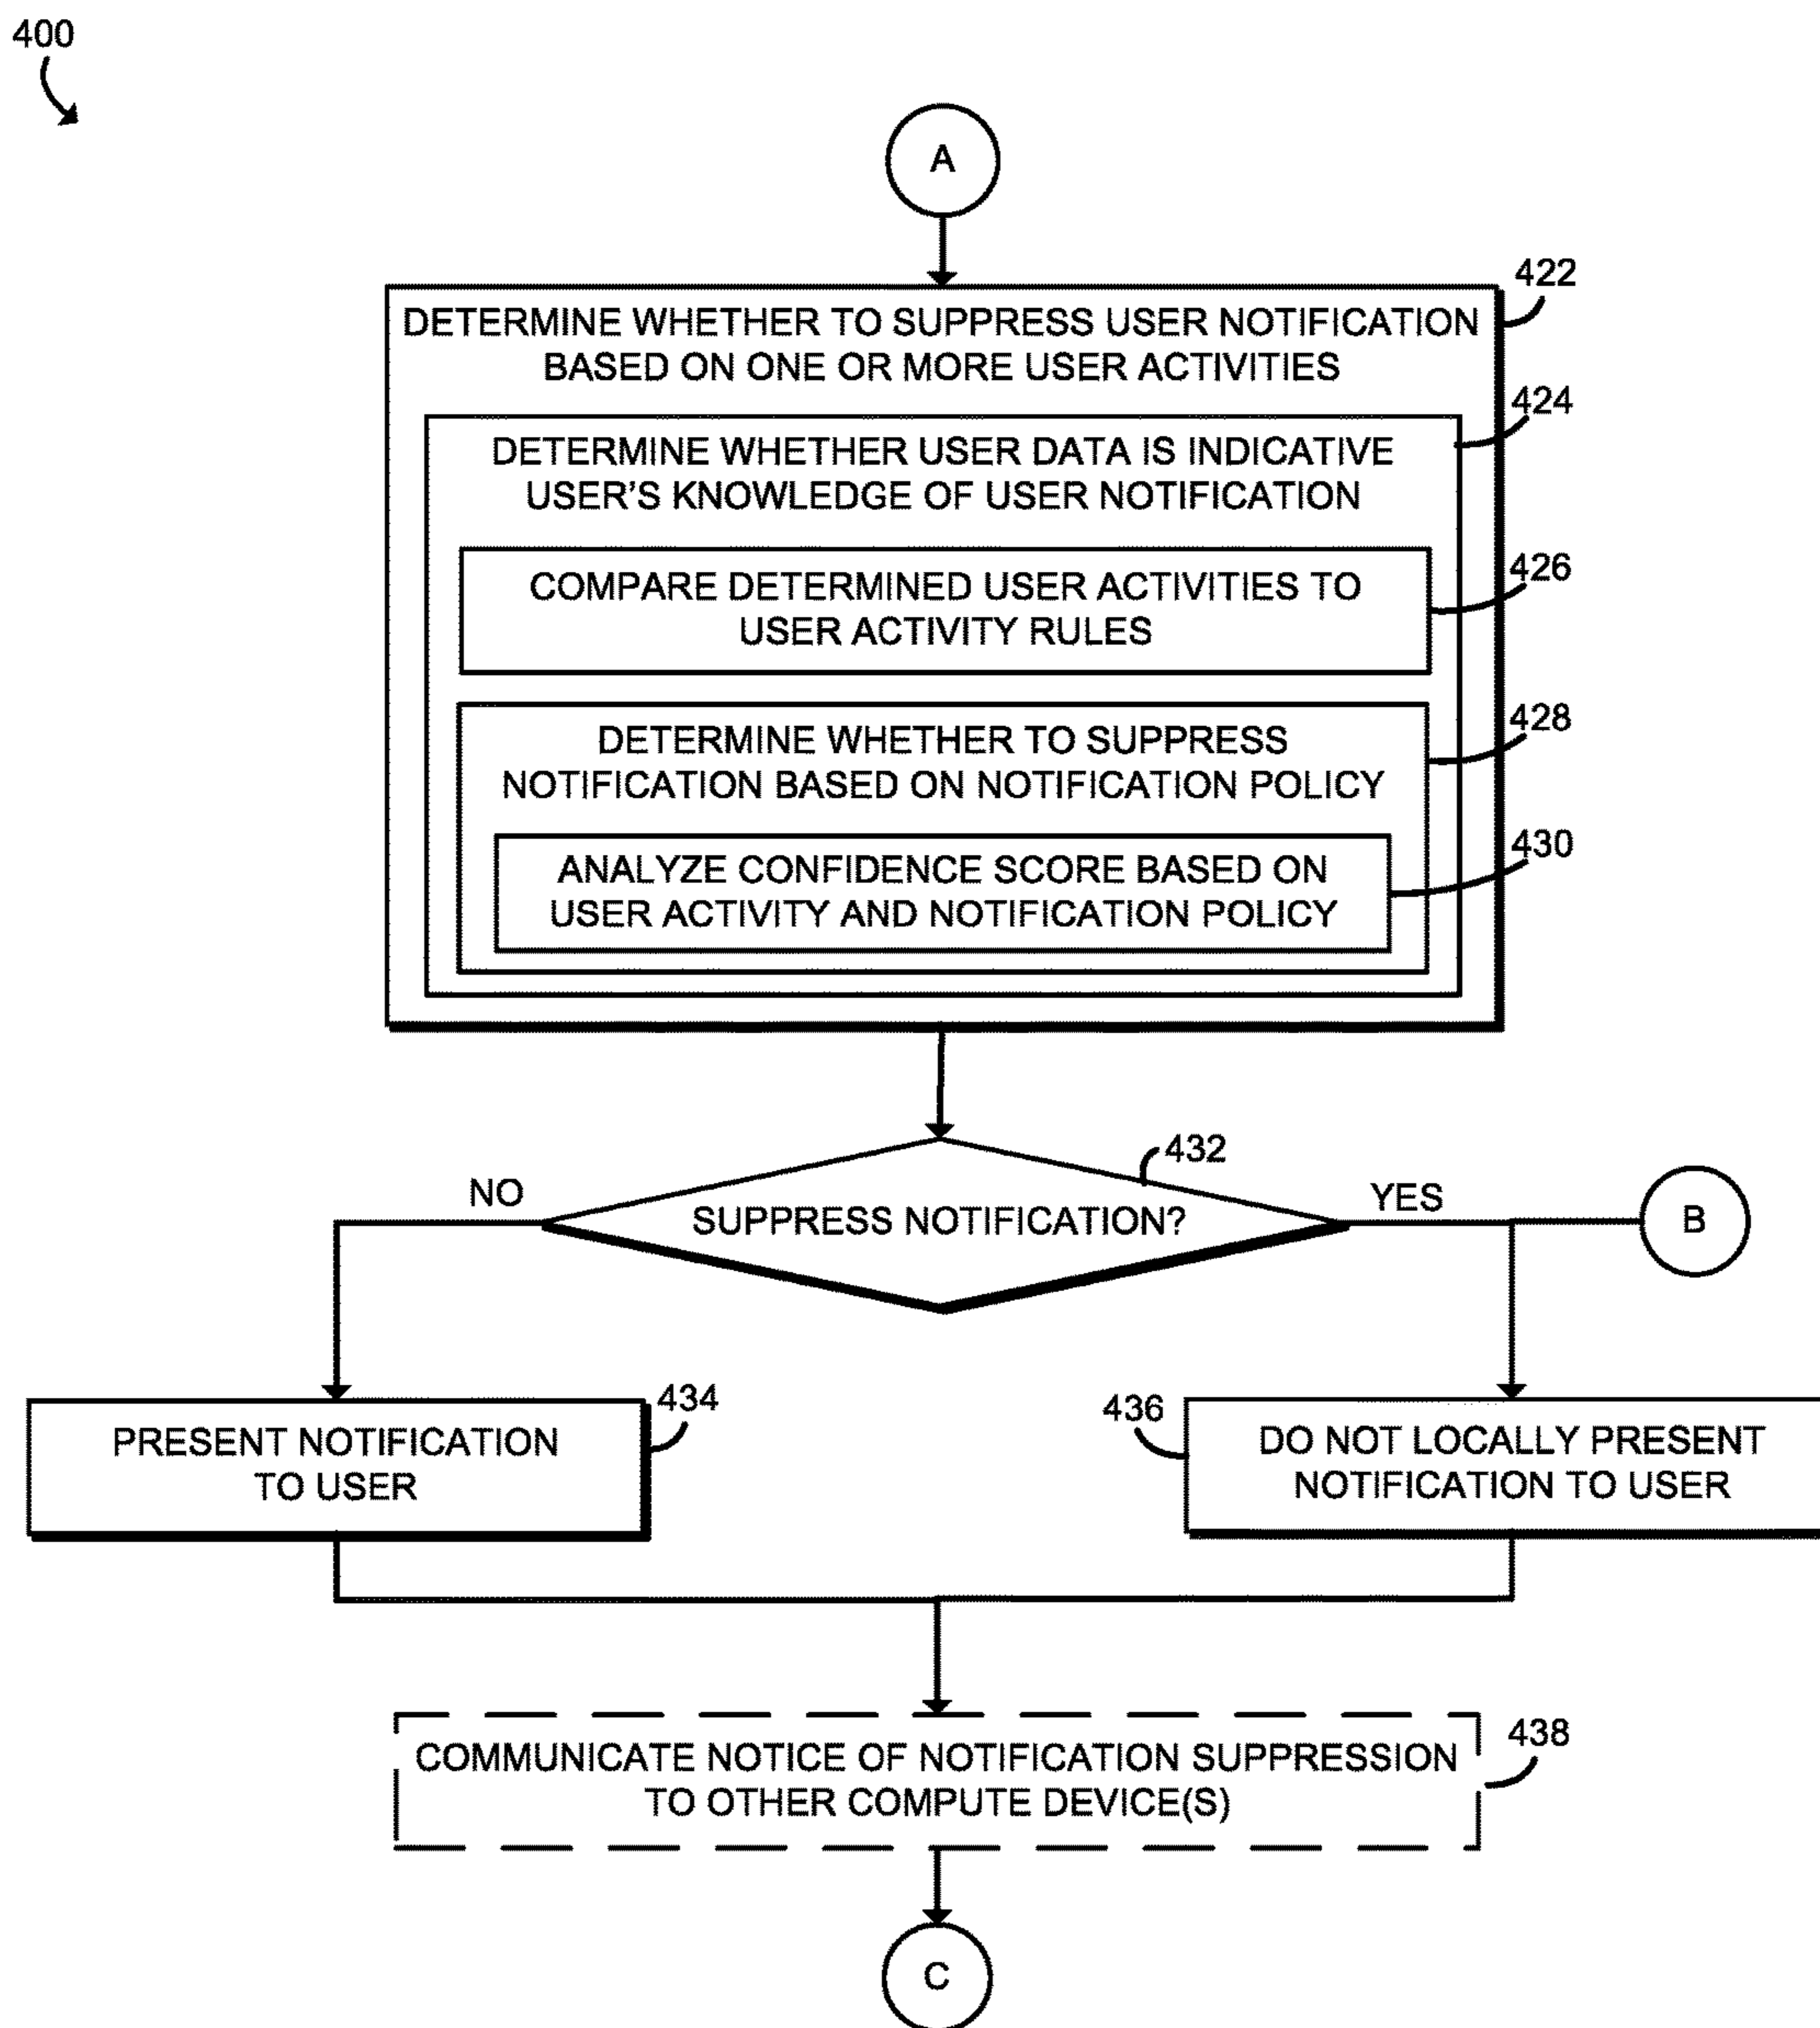 400
A
422
DETERMINE WHETHER TO SUPPRESS USER NOTIFICATION
BASED ON ONE OR MORE USER ACTIVITIES
424
DETERMINE WHETHER USER DATA IS INDICATIVE
USER'S KNOWLEDGE OF USER NOTIFICATION
426
COMPARE DETERMINED USER ACTIVITIES TO
USER ACTIVITY RULES
428
DETERMINE WHETHER TO SUPPRESS
NOTIFICATION BASED ON NOTIFICATION POLICY
430
ANALYZE CONFIDENCE SCORE BASED ON
USER ACTIVITY AND NOTIFICATION POLICY
432
NO
SUPPRESS NOTIFICATION?
YES
B
434
PRESENT NOTIFICATION
TO USER
436
DO NOT LOCALLY PRESENT
NOTIFICATION TO USER
438
COMMUNICATE NOTICE OF NOTIFICATION SUPPRESSION
TO OTHER COMPUTE DEVICE(S)
C